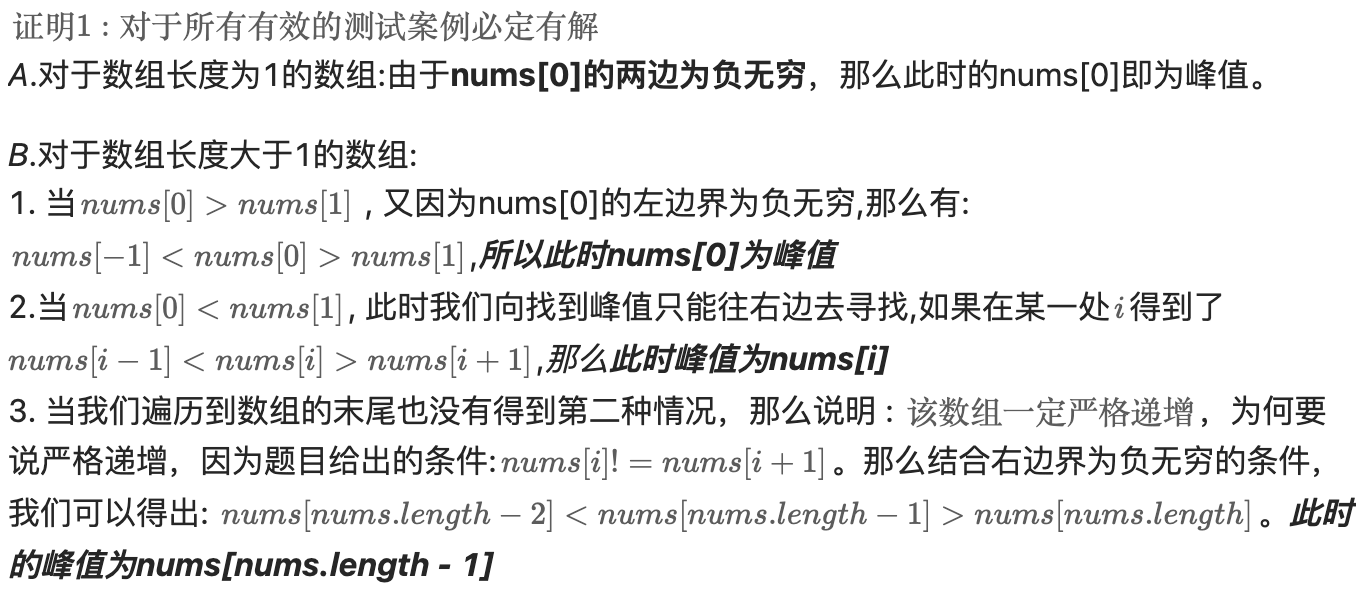 证明1：对于所有有效的测试案例必定有解
A.对于数组长度为1的数组:由于nums[0]的两边为负无穷，那么此时的nums[0]即为峰值。
B.对于数组长度大于1的数组:
1. 当nums[0] > nums[1] , 又因为nums[0]的左边界为负无穷,那么有:
nums[−1] < nums[0] > nums[1],所以此时nums[0]为峰值
2.当nums[0] < nums[1], 此时我们向找到峰值只能往右边去寻找,如果在某一处i得到了
nums[i − 1] < nums[i] > nums[i + 1],那么此时峰值为nums[i]
3. 当我们遍历到数组的末尾也没有得到第二种情况，那么说明：该数组一定严格递增，为何要
说严格递增，因为题目给出的条件:nums[i]! = nums[i + 1]。那么结合右边界为负无穷的条件，
我们可以得出: nums[nums.length − 2] < nums[nums.length − 1] > nums[nums.length]。此时
的峰值为nums[nums.length - 1]